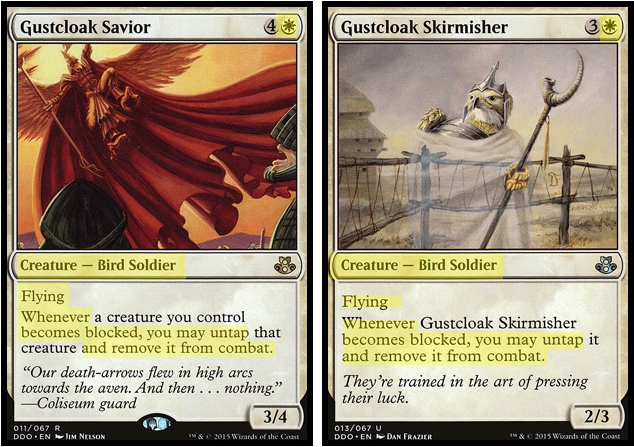 Gustcloak Savior 4
Creature — Bird Soldier
Flying
Whenever a creature you control
becomes blocked, you may untap that
creature and remove it from combat.
“Our death-arrows flew in high arcs
towards the aven. And then . . . nothing.”
—Coliseum guard
3/4
011/067 R
DDO • EN JIM NELSON
™ & © 2015 Wizards of the Coast
Gustcloak Skirmisher 3
Creature — Bird Soldier
Flying
Whenever Gustcloak Skirmisher
becomes blocked, you may untap it
and remove it from combat.
They're trained in the art of pressing
their luck.
2/3
013/067 U
DDO • EN DAN FRAZIER
™ & © 2015 Wizards of the Coast